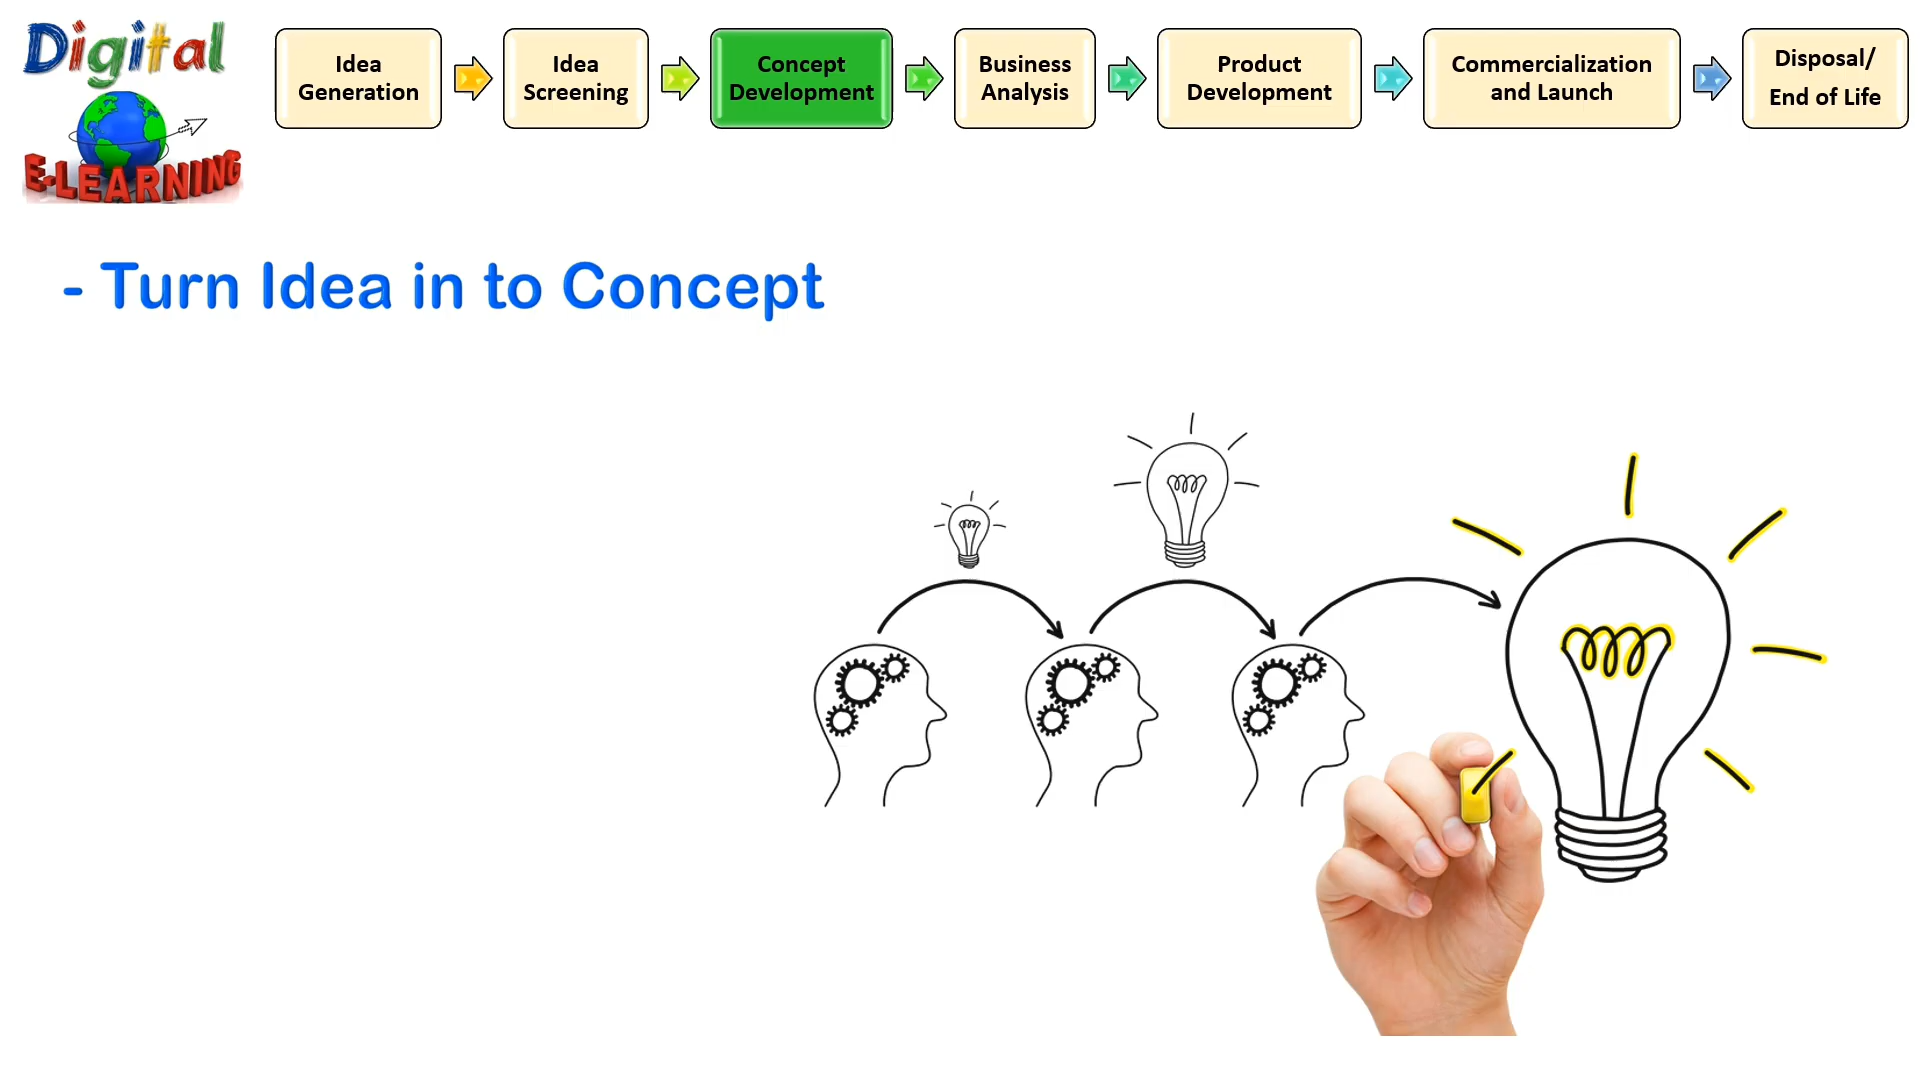 Digital
E-LEARNING
Idea
Generation
Idea
Screening
Concept
Development
Business
Analysis
Product
Development
Commercialization
and Launch
Disposal/
End of Life
- Turn Idea in to Concept